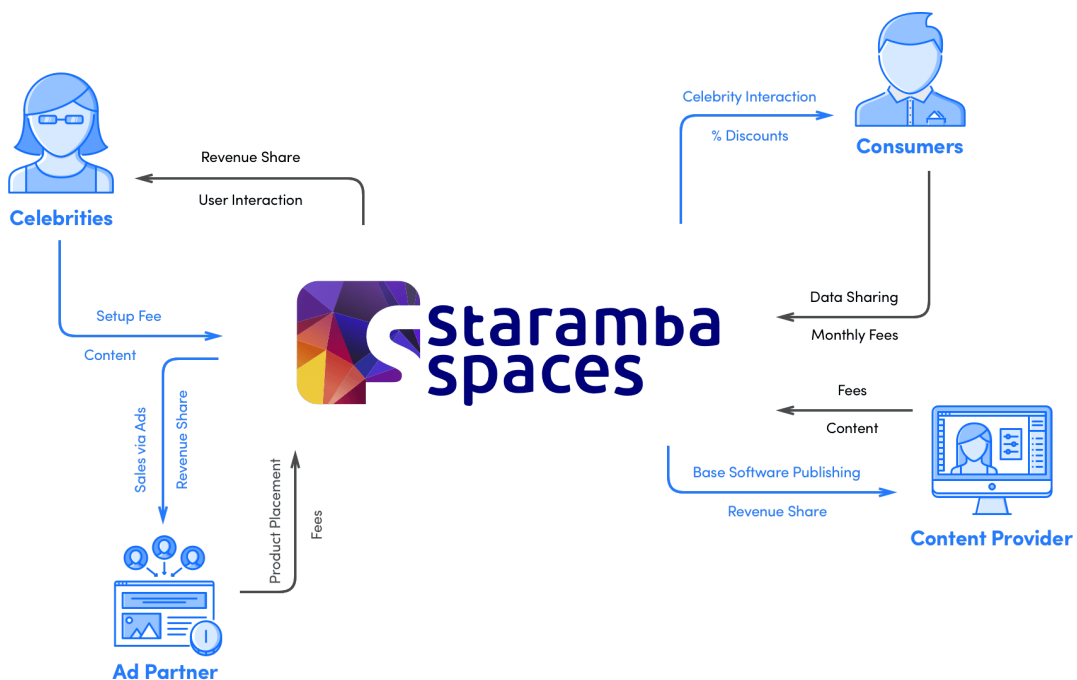 Celebrity Interaction
% Discounts
Consumers
Revenue Share
User Interaction
Celebrities
Setup Fee
Content
Data Sharing
Monthly Fees
Staramba
spaces
Fees
Content
Sales via Ads
Revenue Share
Product Placement
Fees
Base Software Publishing
Revenue Share
Content Provider
Ad Partner